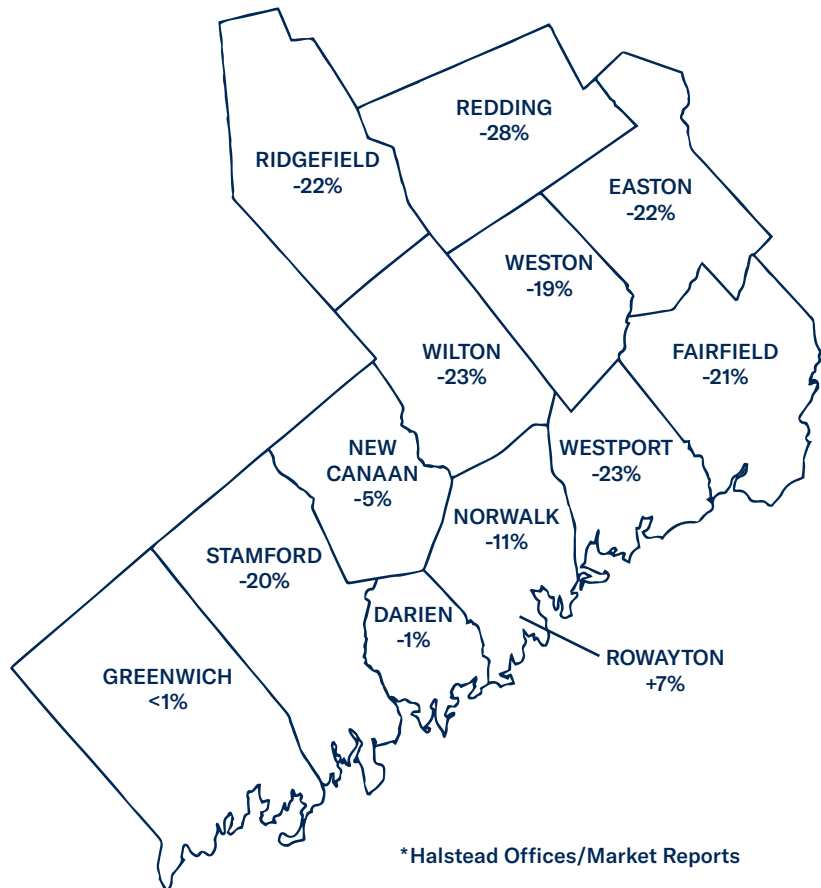 REDDING
-28%
RIDGEFIELD
-22%
EASTON
-22%
WESTON
-19%
WILTON
-23%
FAIRFIELD
-21%
NEW
CANAAN
-5%
WESTPORT
-23%
NORWALK
-11%
STAMFORD
-20%
DARIEN
-1%
ROWAYTON
+7%
GREENWICH
<1%
*Halstead Offices/Market Reports